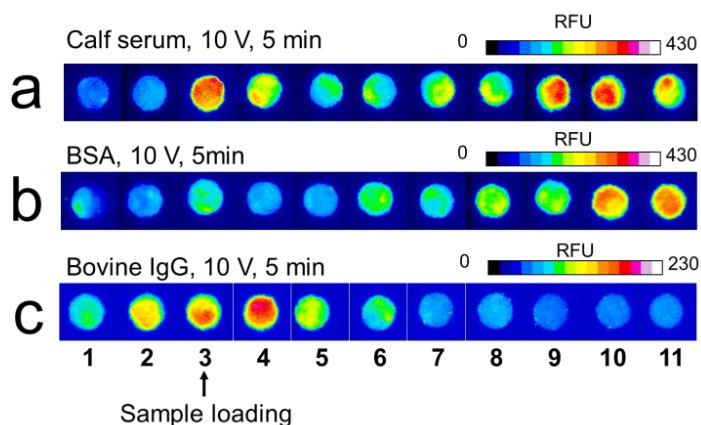 RFU
Calf serum, 10 V, 5 min
0
430
a
BSA, 10 V, 5min
0
430
b
RFU
Bovine IgG, 10 V, 5 min
0
230
c
1 2 3 4 5 6 7 8 9 10 11
Sample loading